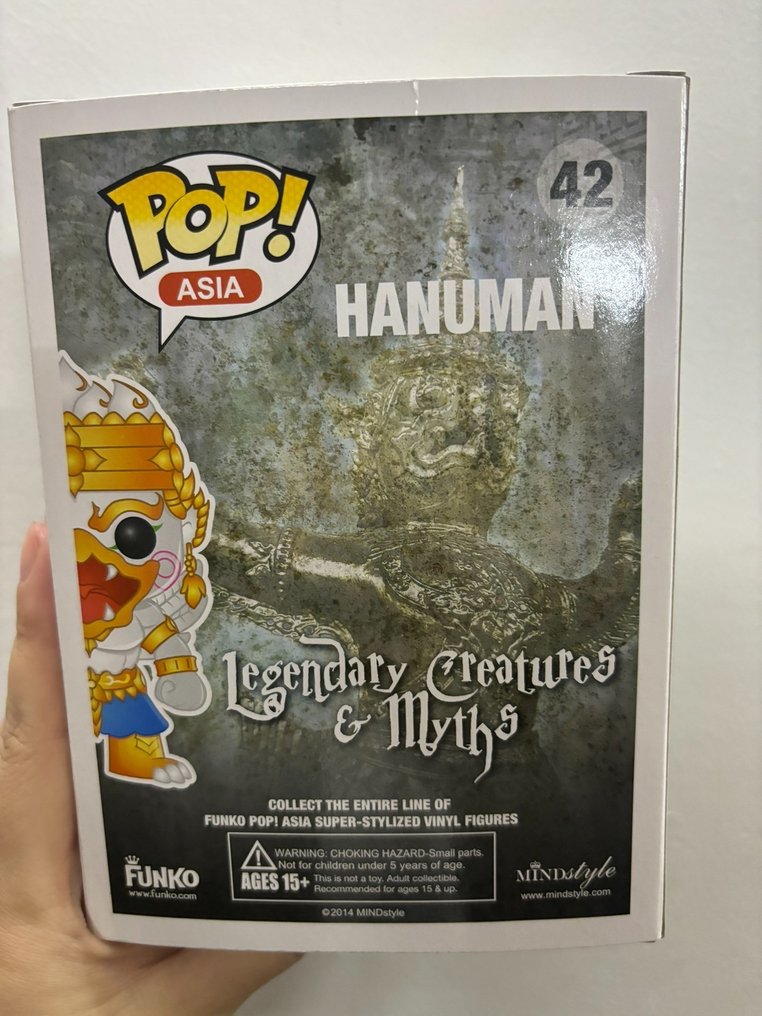 POP!
ASIA
42
HANUMAN
Legendary Creatures
& Myths
COLLECT THE ENTIRE LINE OF
FUNKO POP! ASIA SUPER-STYLIZED VINYL FIGURES
WARNING: CHOKING HAZARD-Small parts.
Not for children under 5 years of age.
AGES 15+
This is not a toy. Adult collectible.
Recommended for ages 15 & up.
FUNKO
www.funko.com
MINDstyle
www.mindstyle.com
©2014 MINDstyle